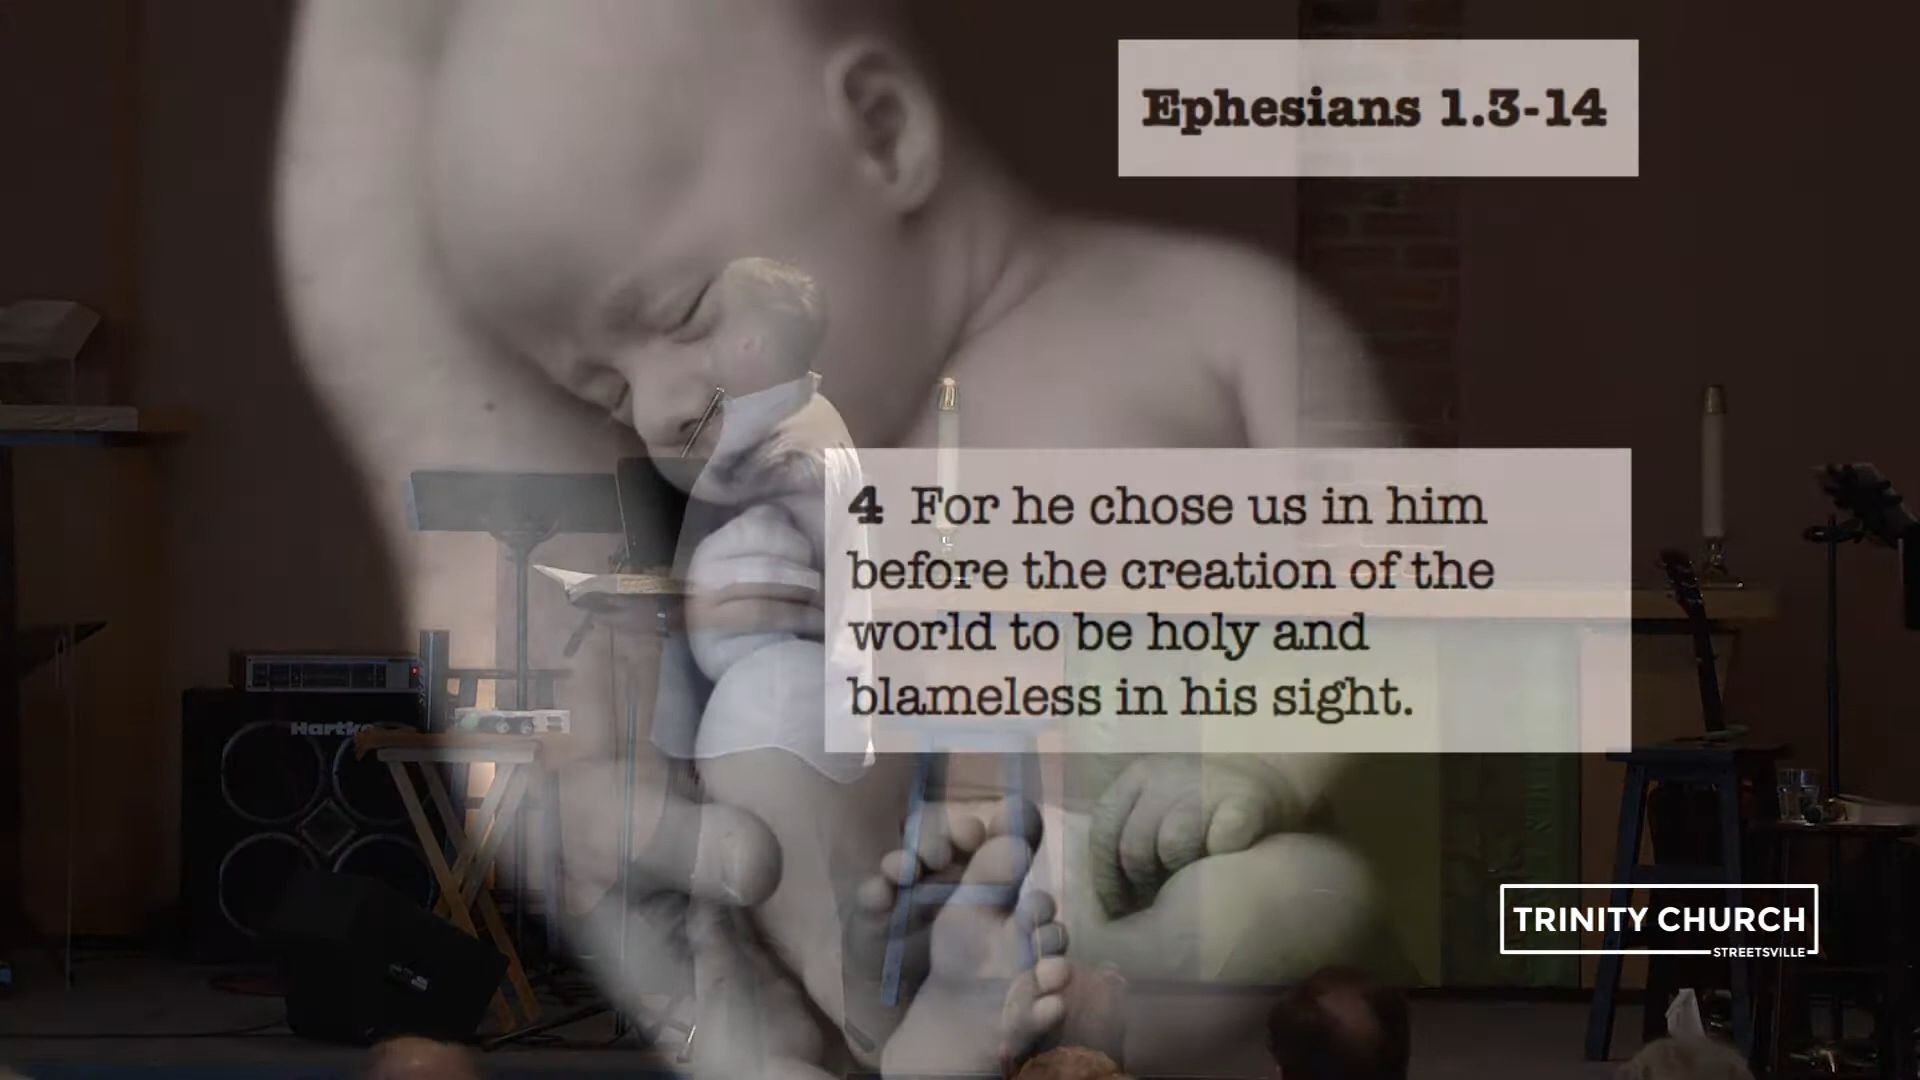 Ephesians 1.3-14
4 For he chose us in him
before the creation of the
world to be holy and
blameless in his sight.
Hartke
TRINITY CHURCH
STREETSVILLE